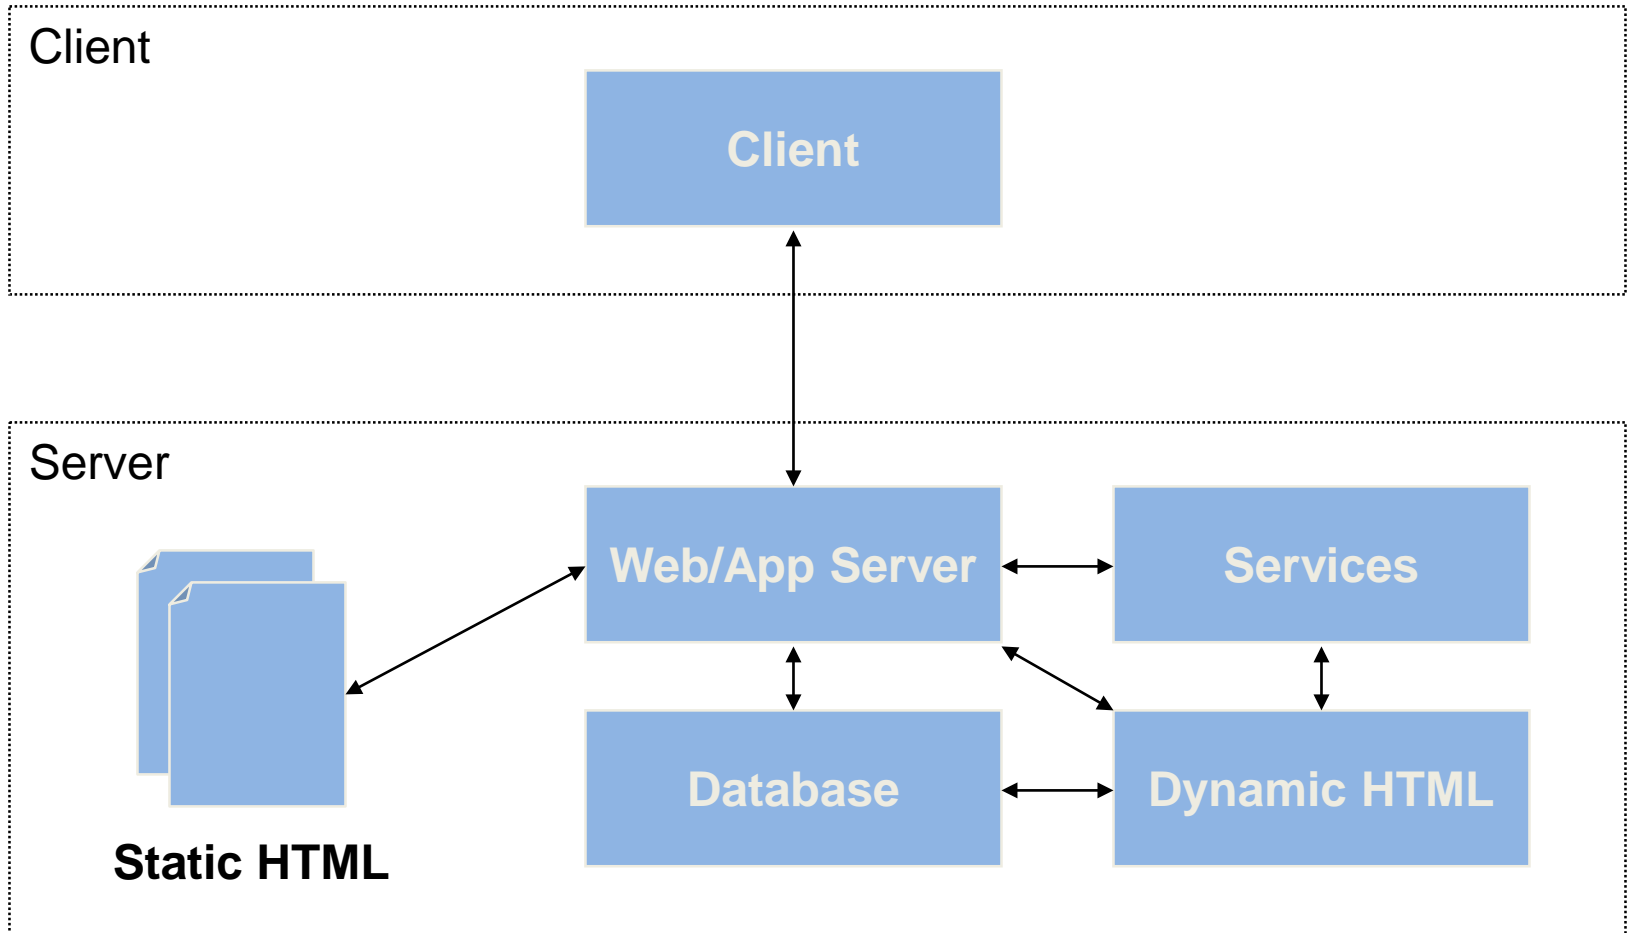 Client
Client
Server
Web/App Server
Services
Database
Dynamic HTML
Static HTML